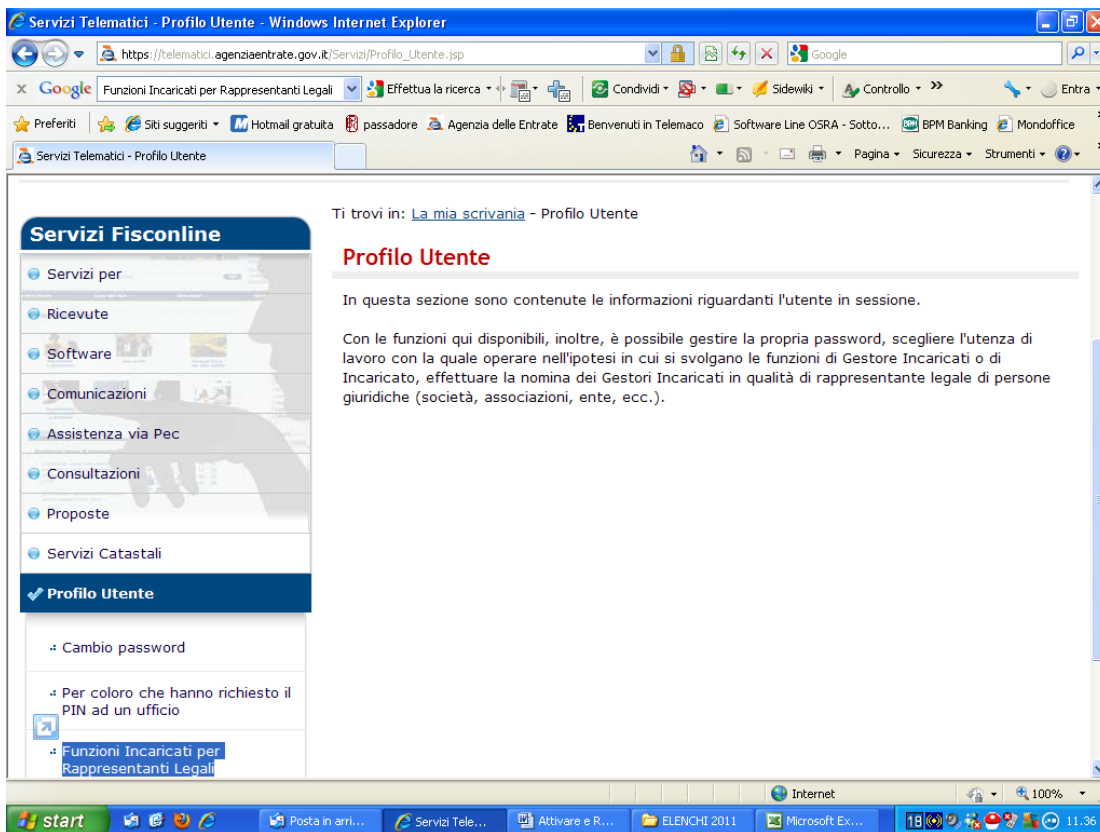 Servizi Telematici - Profilo Utente - Windows Internet Explorer
https://telematici.agenziaentrate.gov.it/Servizi/Profilo_Utente.jsp
Google
x Google Funzioni Incaricati per Rappresentanti Legali Effettua la ricerca Condividi Sidewiki Controllo >> Entra
Preferiti Siti suggeriti Hotmail gratuita passadore Agenzia delle Entrate Benvenuti in Telemaco Software Line OSRA - Sotto... BPM Banking Mondoffice
Servizi Telematici - Profilo Utente Pagina Sicurezza Strumenti
Ti trovi in: La mia scrivania - Profilo Utente
Servizi Fisconline
Servizi per
Ricevute
Software
Comunicazioni
Assistenza via Pec
Consultazioni
Proposte
Servizi Catastali
Profilo Utente
Cambio password
Per coloro che hanno richiesto il
PIN ad un ufficio
Funzioni Incaricati per
Rappresentanti Legali
Profilo Utente
In questa sezione sono contenute le informazioni riguardanti l'utente in sessione.
Con le funzioni qui disponibili, inoltre, è possibile gestire la propria password, scegliere l'utenza di
lavoro con la quale operare nell'ipotesi in cui si svolgano le funzioni di Gestore Incaricati o di
Incaricato, effettuare la nomina dei Gestori Incaricati in qualità di rappresentante legale di persone
giuridiche (società, associazioni, ente, ecc.).
Internet 100%
start Posta in arri... Servizi Tele... Attivare e R... ELENCHI 2011 Microsoft Ex... 18 11.36